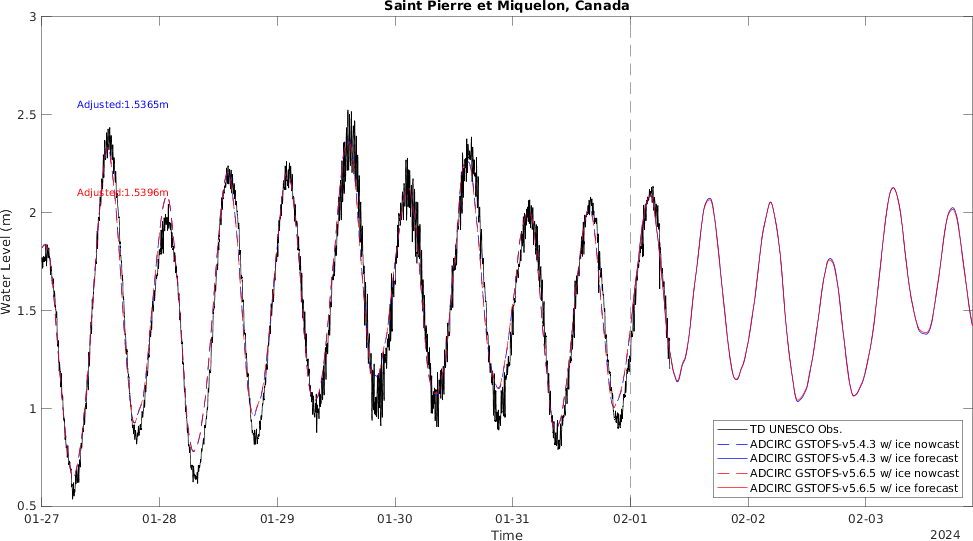 Saint Pierre et Miquelon, Canada
3
2.5
2
1.5
1
0.5
Water Level (m)
Adjusted:1.5365m
Adjusted:1.5396m
TD UNESCO Obs.
ADCIRC GSTOFS-v5.4.3 w/ ice nowcast
ADCIRC GSTOFS-v5.4.3 w/ ice forecast
ADCIRC GSTOFS-v5.6.5 w/ ice nowcast
ADCIRC GSTOFS-v5.6.5 w/ ice forecast
01-27 01-28 01-29 01-30 01-31 02-01 02-02 02-03
Time
2024